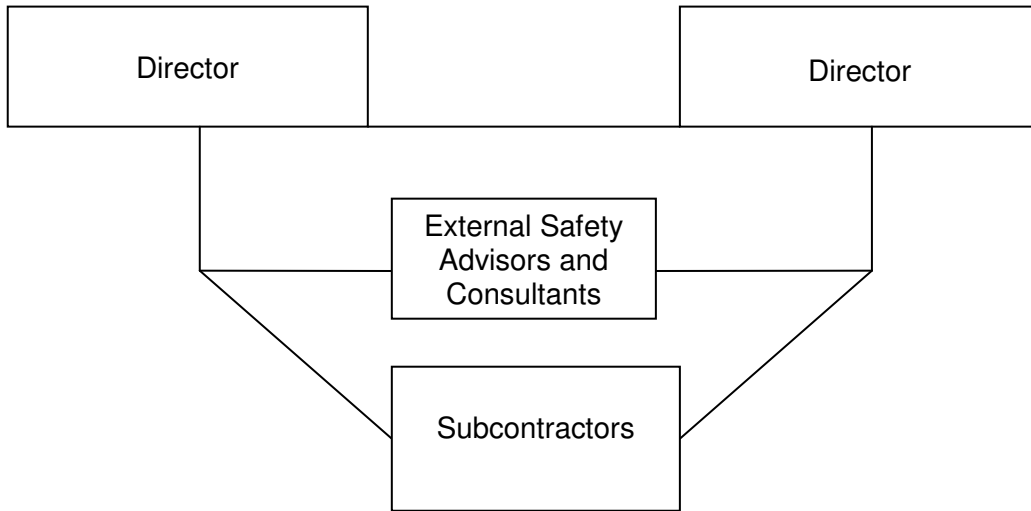 Director
Director
External Safety
Advisors and
Consultants
Subcontractors